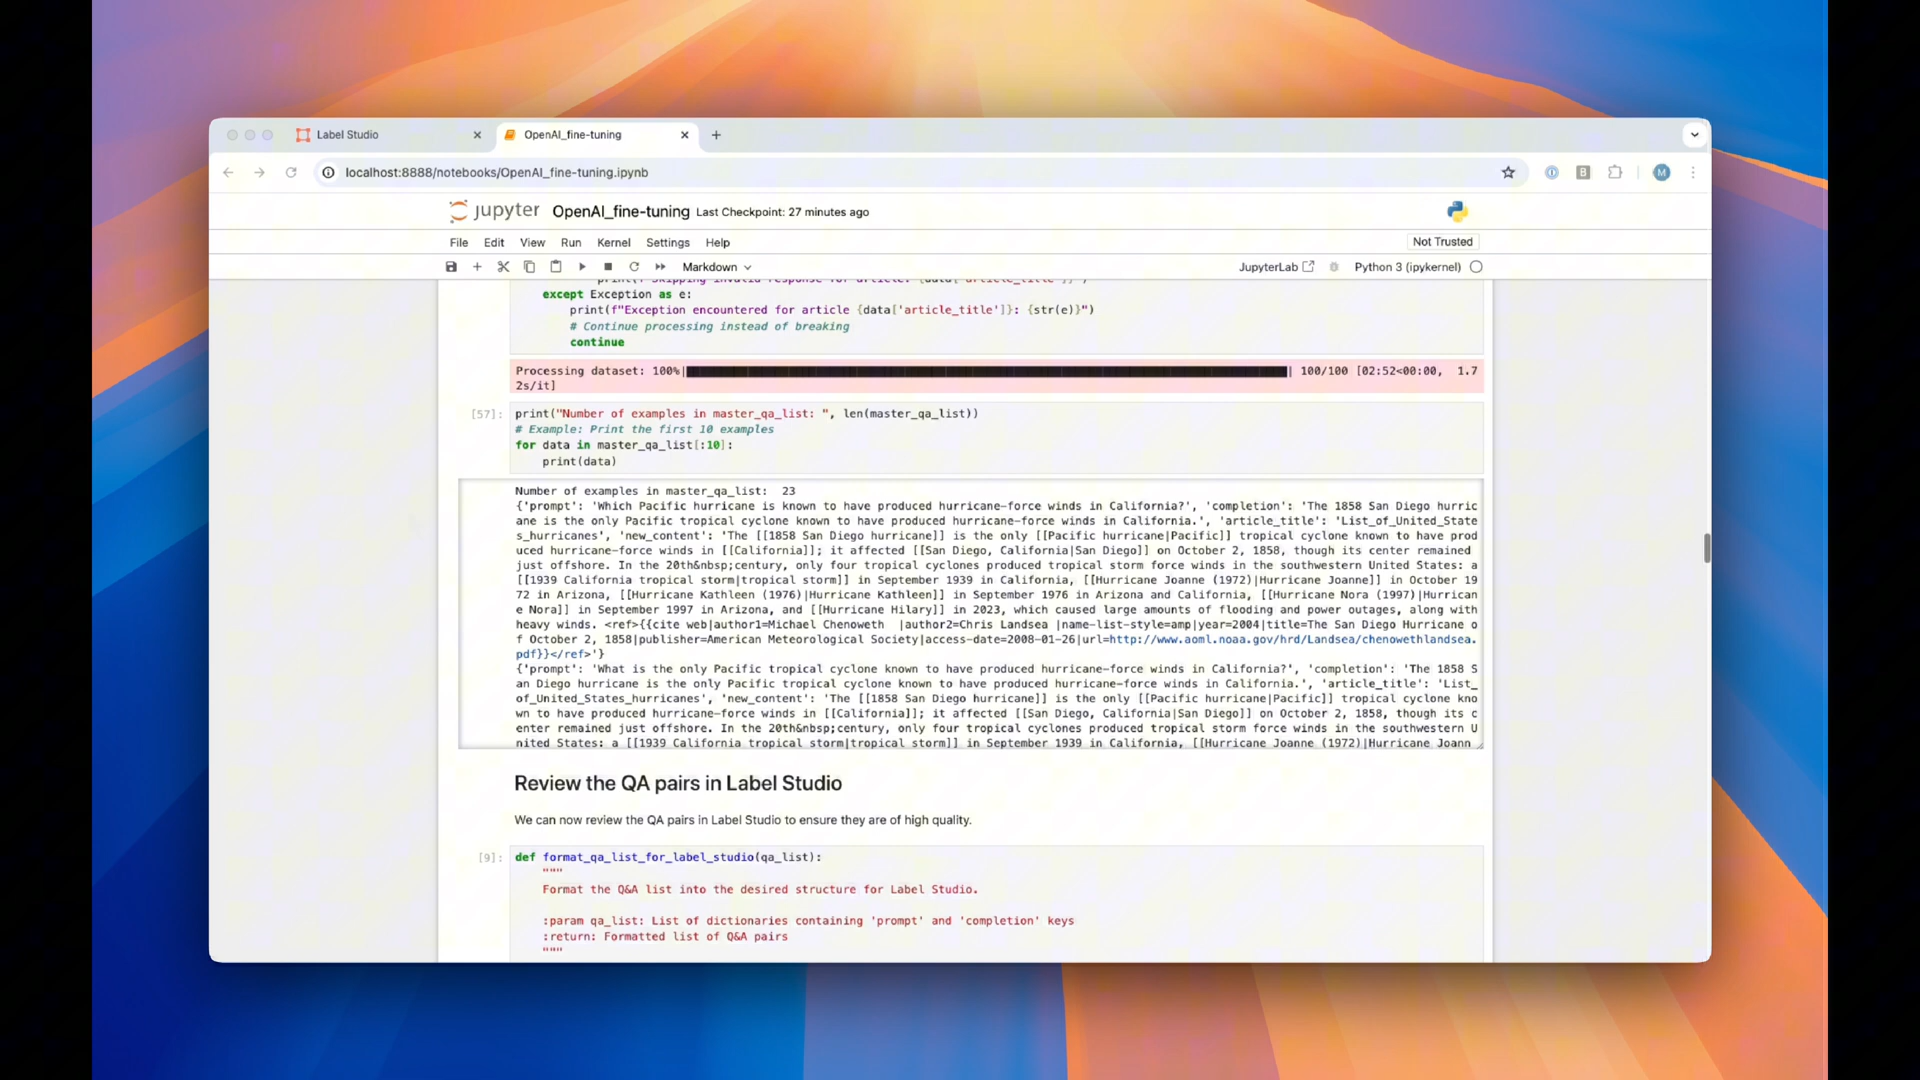 Label Studio
OpenAI_fine-tuning
localhost:8888/notebooks/OpenAI_fine-tuning.ipynb
B
M
jupyter OpenAI_fine-tuning Last Checkpoint: 27 minutes ago
File Edit View Run Kernel Settings Help
Not Trusted
Markdown
JupyterLab
Python 3 (ipykernel)
except Exception as e:
print(f"Exception encountered for article {data['article_title']}: {str(e)}")
# Continue processing instead of breaking
continue
Processing dataset: 100%| | 100/100 [02:52<00:00, 1.7
2s/it]
[57]: print("Number of examples in master_qa_list: ", len(master_qa_list))
# Example: Print the first 10 examples
for data in master_qa_list[:10]:
print(data)
Number of examples in master_qa_list: 23
{'prompt': 'Which Pacific hurricane is known to have produced hurricane-force winds in California?', 'completion': 'The 1858 San Diego hurric
ane is the only Pacific tropical cyclone known to have produced hurricane-force winds in California.', 'article_title': 'List_of_United_State
s_hurricanes', 'new_content': 'The [[1858 San Diego hurricane]] is the only [[Pacific hurricane|Pacific]] tropical cyclone known to have prod
uced hurricane-force winds in [[California]]; it affected [[San Diego, California|San Diego]] on October 2, 1858, though its center remained
just offshore. In the 20th&nbsp;century, only four tropical cyclones produced tropical storm force winds in the southwestern United States: a
[[1939 California tropical storm|tropical storm]] in September 1939 in California, [[Hurricane Joanne (1972)|Hurricane Joanne]] in October 19
72 in Arizona, [[Hurricane Kathleen (1976)|Hurricane Kathleen]] in September 1976 in Arizona and California, [[Hurricane Nora (1997)|Hurrican
e Nora]] in September 1997 in Arizona, and [[Hurricane Hilary]] in 2023, which caused large amounts of flooding and power outages, along with
heavy winds. <ref>{{cite web|author1=Michael Chenoweth |author2=Chris Landsea |name-list-style=amp|year=2004|title=The San Diego Hurricane o
f October 2, 1858|publisher=American Meteorological Society|access-date=2008-01-26|url=http://www.aoml.noaa.gov/hrd/Landsea/chenowethlandsea.
pdf}}</ref>'}
{'prompt': 'What is the only Pacific tropical cyclone known to have produced hurricane-force winds in California?', 'completion': 'The 1858 S
an Diego hurricane is the only Pacific tropical cyclone known to have produced hurricane-force winds in California.', 'article_title': 'List_
of_United_States_hurricanes', 'new_content': 'The [[1858 San Diego hurricane]] is the only [[Pacific hurricane|Pacific]] tropical cyclone kno
wn to have produced hurricane-force winds in [[California]]; it affected [[San Diego, California|San Diego]] on October 2, 1858, though its c
enter remained just offshore. In the 20th&nbsp;century, only four tropical cyclones produced tropical storm force winds in the southwestern U
nited States: a [[1939 California tropical storm|tropical storm]] in September 1939 in California, [[Hurricane Joanne (1972)|Hurricane Joann
Review the QA pairs in Label Studio
We can now review the QA pairs in Label Studio to ensure they are of high quality.
[9]: def format_qa_list_for_label_studio(qa_list):
"""
Format the Q&A list into the desired structure for Label Studio.
:param qa_list: List of dictionaries containing 'prompt' and 'completion' keys
:return: Formatted list of Q&A pairs
"""